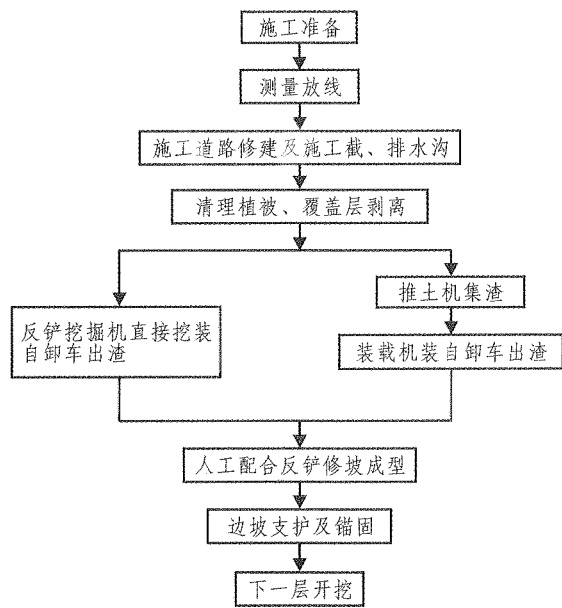 施工准备
测量放线
施工道路修建及施工截、排水沟
清理植被、覆盖层剥离
推土机集渣
反铲挖掘机直接挖装
自卸车出渣
装载机装自卸车出渣
人工配合反铲修坡成型
边坡支护及锚固
下一层开挖